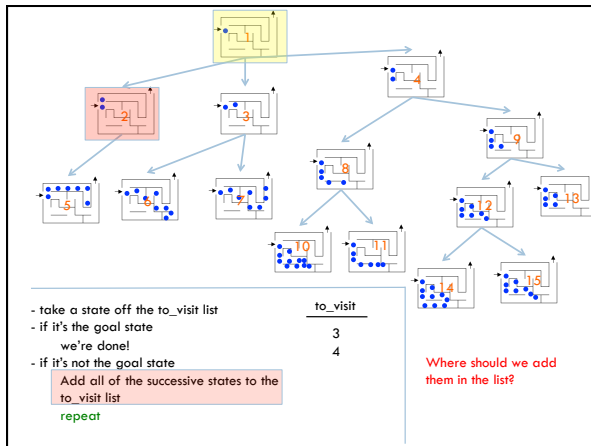 1
2
3
4
5
6
7
8
9
10
11
12
13
14
15
- take a state off the to_visit list
- if it's the goal state
we're done!
- if it's not the goal state
Add all of the successive states to the
to_visit list
repeat
to_visit
3
4
Where should we add
them in the list?